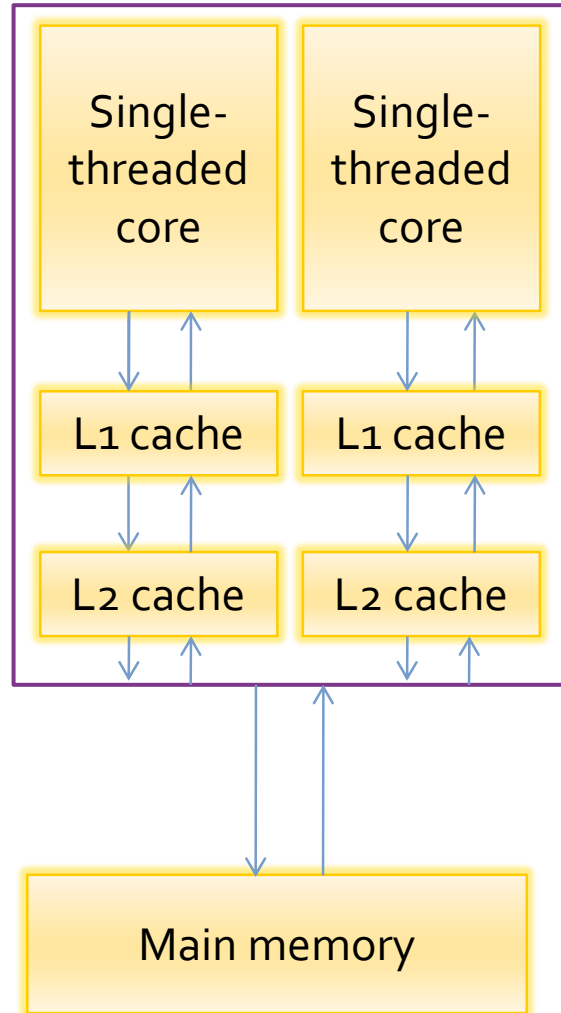 Single-
threaded
core
Single-
threaded
core
L1 cache
L1 cache
L2 cache
L2 cache
Main memory